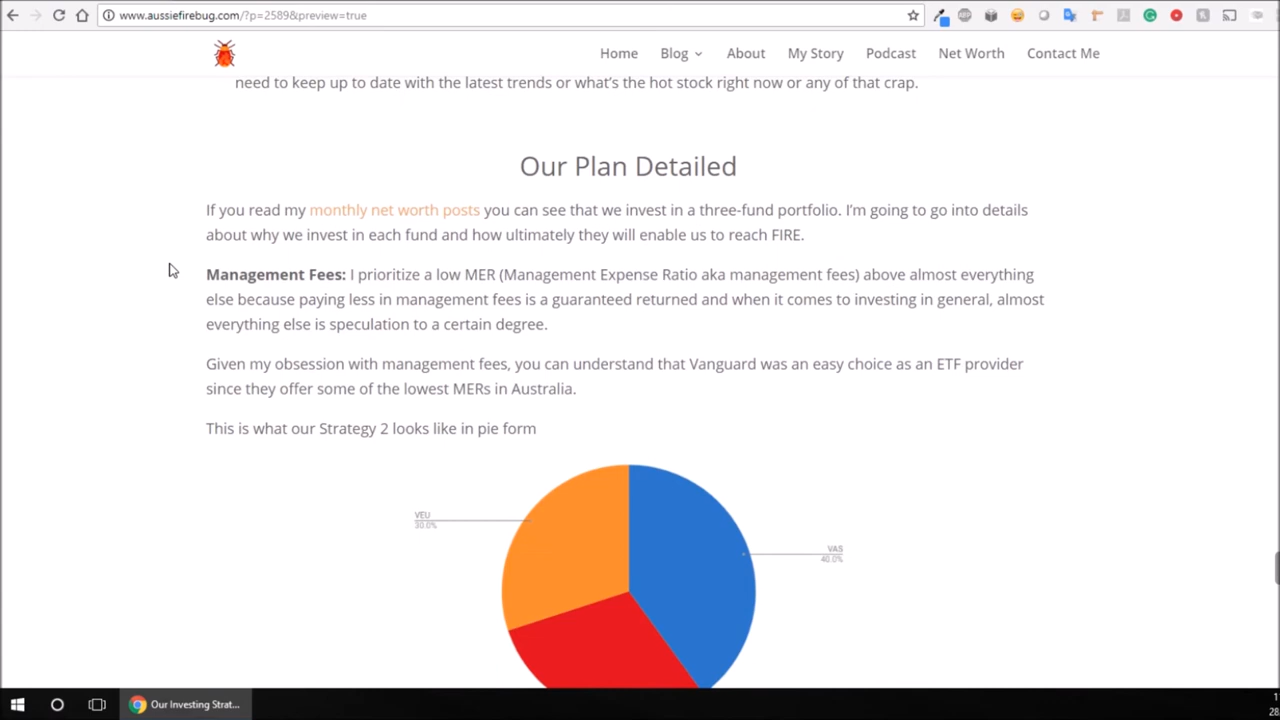 www.aussiefirebug.com/?p=2589&preview=true
Home Blog About My Story Podcast Net Worth Contact Me
need to keep up to date with the latest trends or what's the hot stock right now or any of that crap.
Our Plan Detailed
If you read my monthly net worth posts you can see that we invest in a three-fund portfolio. I'm going to go into details
about why we invest in each fund and how ultimately they will enable us to reach FIRE.
Management Fees: I prioritize a low MER (Management Expense Ratio aka management fees) above almost everything
else because paying less in management fees is a guaranteed returned and when it comes to investing in general, almost
everything else is speculation to a certain degree.
Given my obsession with management fees, you can understand that Vanguard was an easy choice as an ETF provider
since they offer some of the lowest MERs in Australia.
This is what our Strategy 2 looks like in pie form
VEU
30.0%
VAS
40.0%
Our Investing Strat...